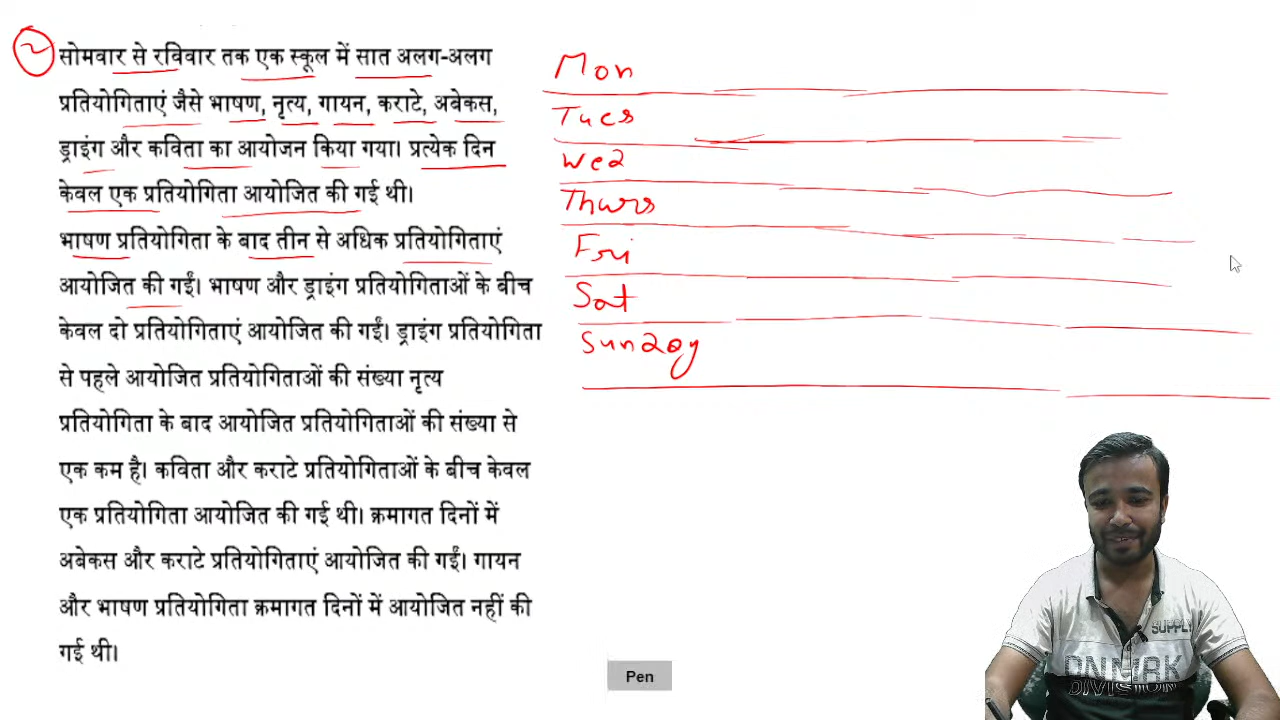 2
सोमवार से रविवार तक एक स्कूल में सात अलग-अलग
प्रतियोगिताएं जैसे भाषण, नृत्य, गायन, कराटे, अबेकस,
ड्राइंग और कविता का आयोजन किया गया। प्रत्येक दिन
केवल एक प्रतियोगिता आयोजित की गई थी।
भाषण प्रतियोगिता के बाद तीन से अधिक प्रतियोगिताएं
आयोजित की गईं। भाषण और ड्राइंग प्रतियोगिताओं के बीच
केवल दो प्रतियोगिताएं आयोजित की गईं। ड्राइंग प्रतियोगिता
से पहले आयोजित प्रतियोगिताओं की संख्या नृत्य
प्रतियोगिता के बाद आयोजित प्रतियोगिताओं की संख्या से
एक कम है। कविता और कराटे प्रतियोगिताओं के बीच केवल
एक प्रतियोगिता आयोजित की गई थी। क्रमागत दिनों में
अबेकस और कराटे प्रतियोगिताएं आयोजित की गईं। गायन
और भाषण प्रतियोगिता क्रमागत दिनों में आयोजित नहीं की
गई थी।
Mon
Tues
Wed
Thurs
Fri
Sat
Sunday
SUPPLY
DIVISION
Pen